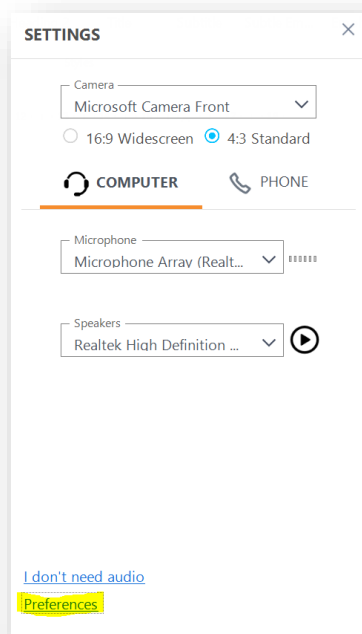 SETTINGS
Camera
Microsoft Camera Front
16:9 Widescreen 4:3 Standard
COMPUTER PHONE
Microphone
Microphone Array (Realt...
Speakers
Realtek High Definition ...
I don't need audio
Preferences